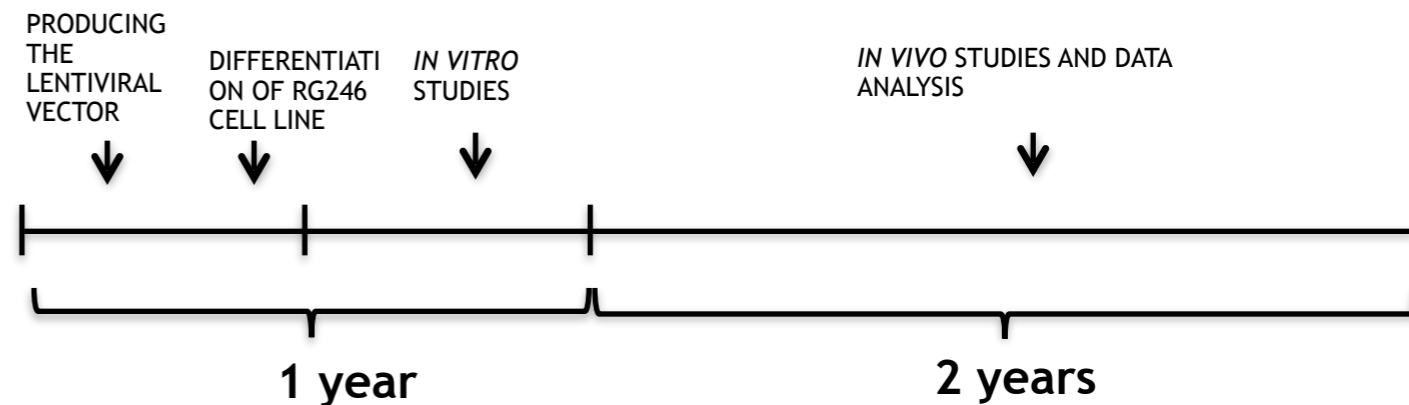 PRODUCING
THE
LENTIVIRAL
VECTOR
DIFFERENTIATI
ON OF RG246
CELL LINE
IN VITRO
STUDIES
IN VIVO STUDIES AND DATA
ANALYSIS
1 year
2 years